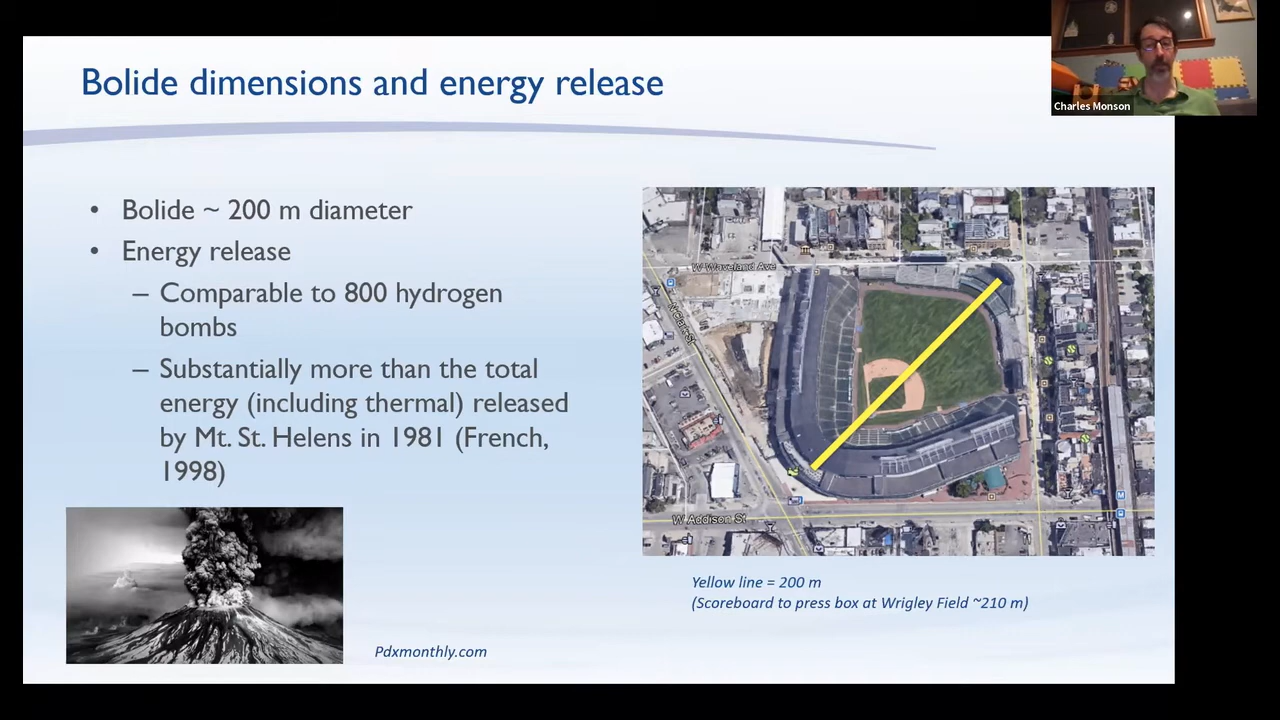 Bolide dimensions and energy release
Charles Monson
• Bolide ~ 200 m diameter
• Energy release
– Comparable to 800 hydrogen
bombs
– Substantially more than the total
energy (including thermal) released
by Mt. St. Helens in 1981 (French,
1998)
W Waveland Ave
N Clark St
W Addison St
Yellow line = 200 m
(Scoreboard to press box at Wrigley Field ~210 m)
Pdxmonthly.com